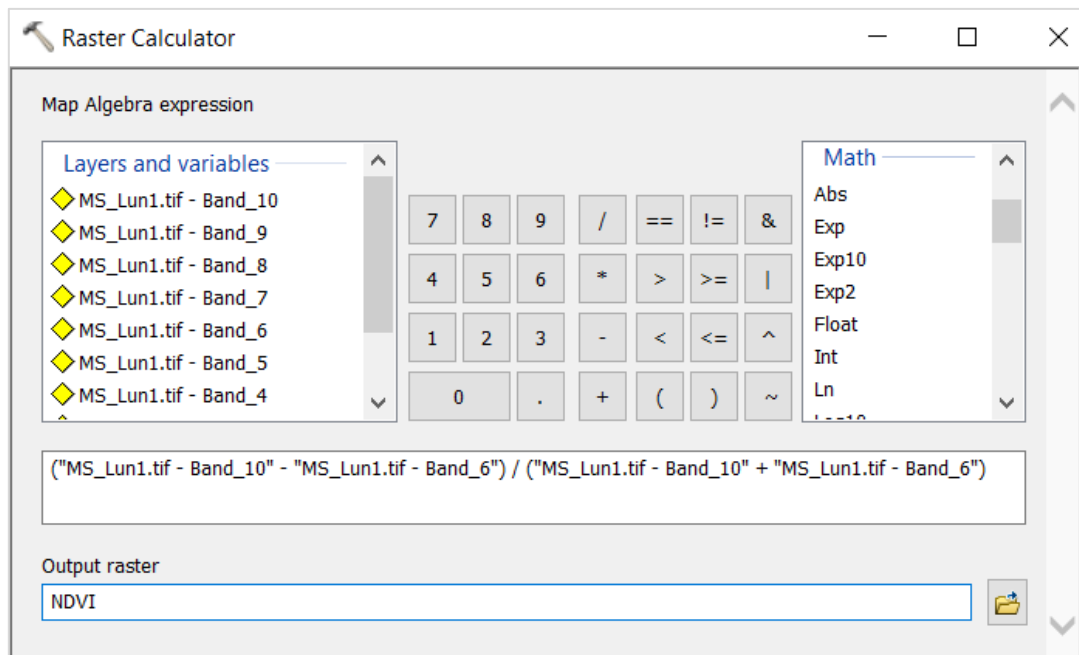 Raster Calculator
Map Algebra expression
Layers and variables
MS_Lun1.tif - Band_10
MS_Lun1.tif - Band_9
MS_Lun1.tif - Band_8
MS_Lun1.tif - Band_7
MS_Lun1.tif - Band_6
MS_Lun1.tif - Band_5
MS_Lun1.tif - Band_4
7 8 9 / == != &
4 5 6 * > >= |
1 2 3 - < <= ^
0 . + ( ) ~
Math
Abs
Exp
Exp10
Exp2
Float
Int
Ln
("MS_Lun1.tif - Band_10" - "MS_Lun1.tif - Band_6") / ("MS_Lun1.tif - Band_10" + "MS_Lun1.tif - Band_6")
Output raster
NDVI